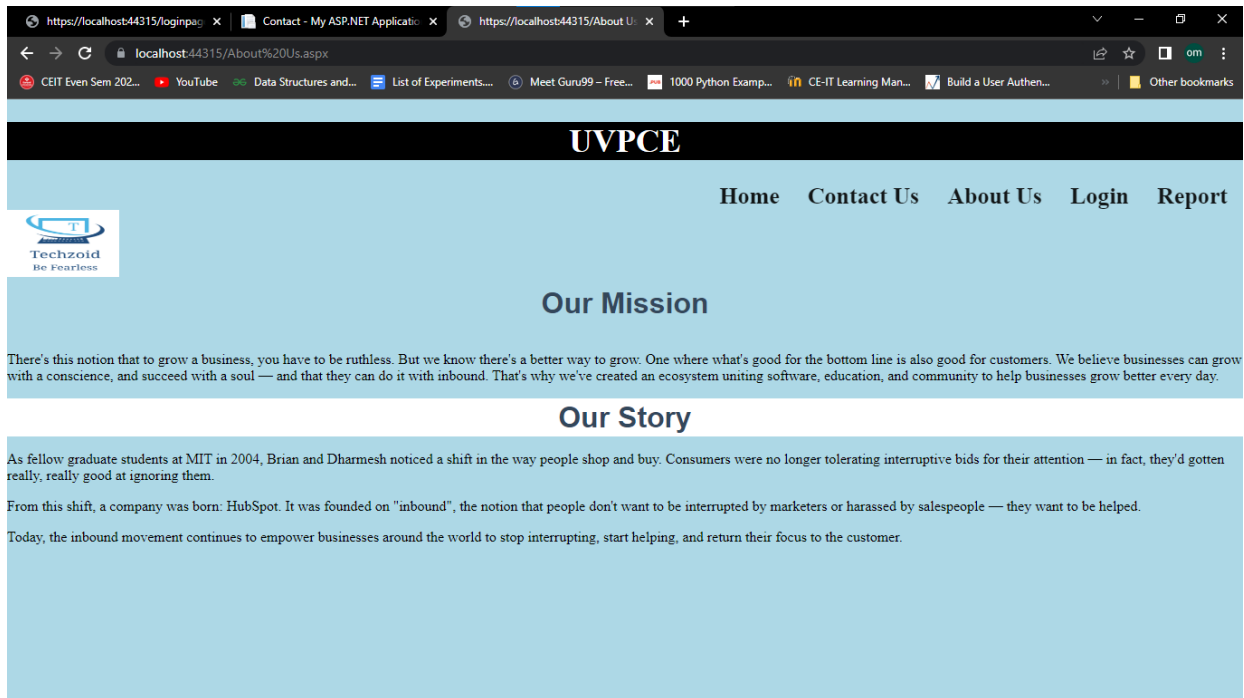 https://localhost:44315/loginpag
Contact - My ASP.NET Applicatio
https://localhost:44315/About Us
localhost:44315/About%20Us.aspx
om
CEIT Even Sem 202...
YouTube
Data Structures and...
List of Experiments....
Meet Guru99 – Free...
1000 Python Examp...
CE-IT Learning Man...
Build a User Authen...
»
Other bookmarks
UVPCE
Home Contact Us About Us Login Report
T
Techzoid
Be Fearless
Our Mission
There's this notion that to grow a business, you have to be ruthless. But we know there's a better way to grow. One where what's good for the bottom line is also good for customers. We believe businesses can grow
with a conscience, and succeed with a soul — and that they can do it with inbound. That's why we've created an ecosystem uniting software, education, and community to help businesses grow better every day.
Our Story
As fellow graduate students at MIT in 2004, Brian and Dharmesh noticed a shift in the way people shop and buy. Consumers were no longer tolerating interruptive bids for their attention — in fact, they'd gotten
really, really good at ignoring them.
From this shift, a company was born: HubSpot. It was founded on "inbound", the notion that people don't want to be interrupted by marketers or harassed by salespeople — they want to be helped.
Today, the inbound movement continues to empower businesses around the world to stop interrupting, start helping, and return their focus to the customer.